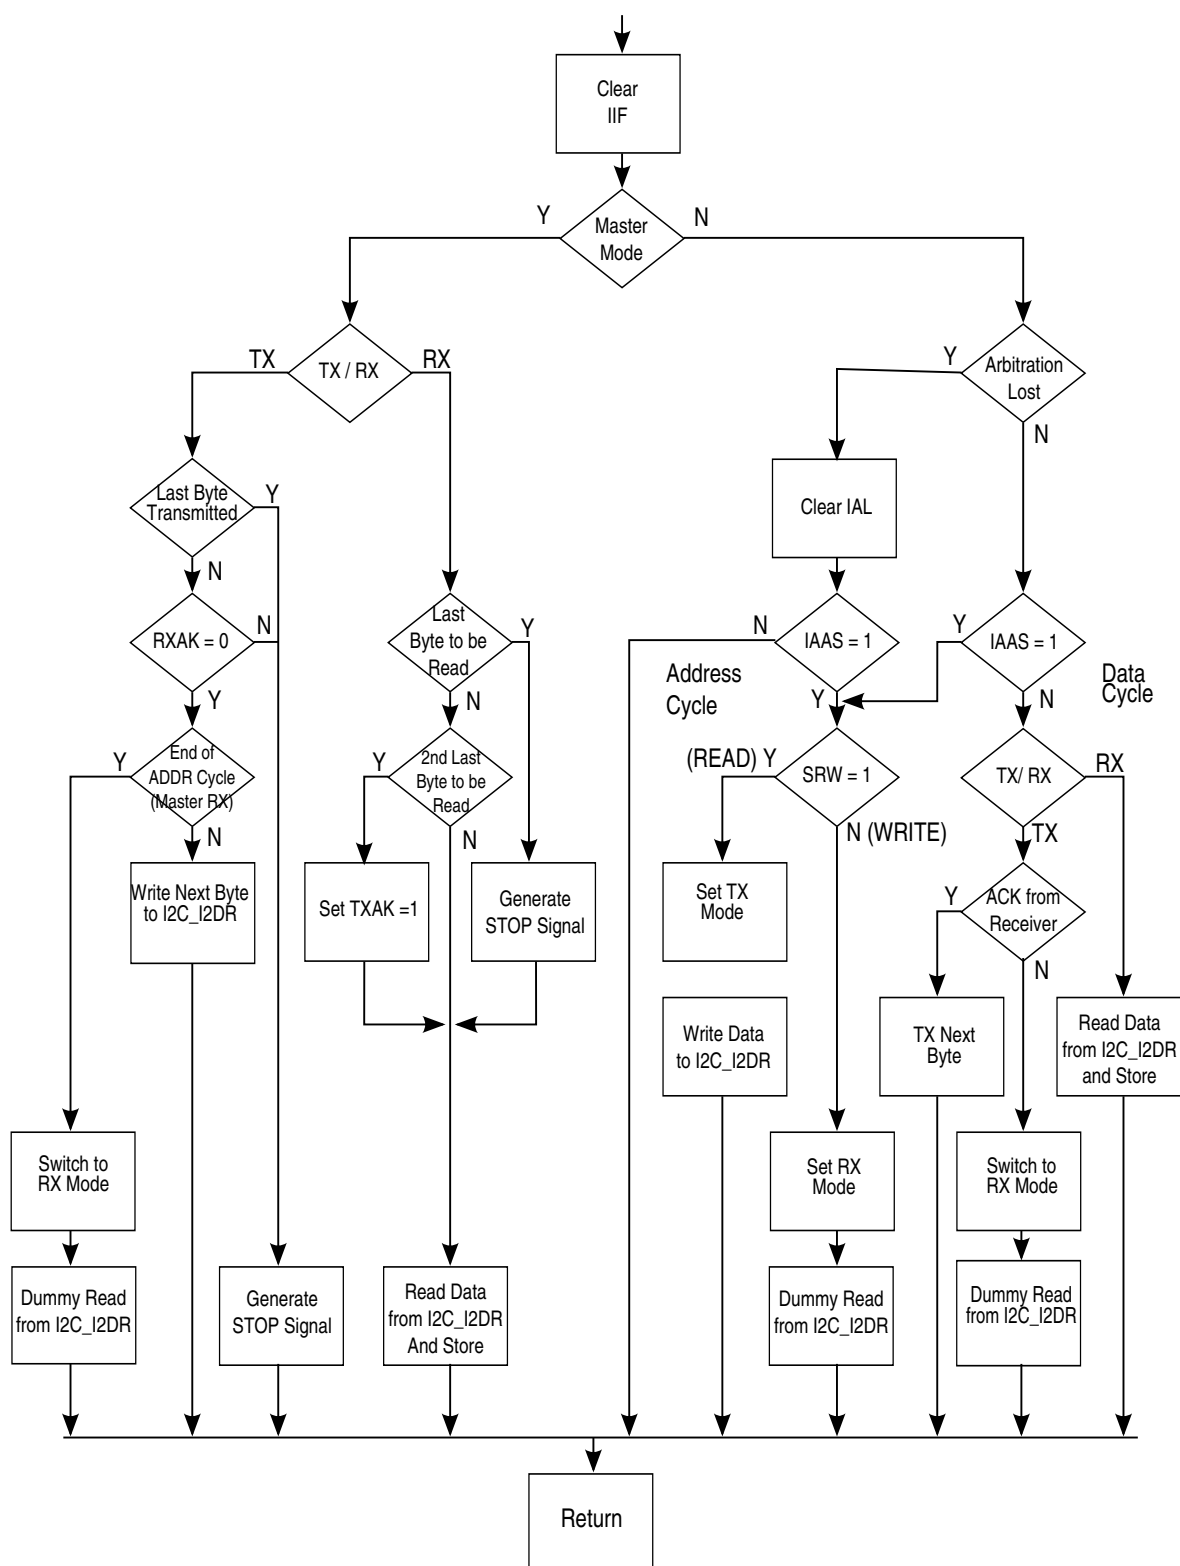 Clear
IIF
Y
Master
Mode
N
TX
TX / RX
RX
Y
Arbitration
Lost
N
Last Byte
Transmitted
Y
N
Clear IAL
RXAK = 0
N
Y
Last
Byte to be
Read
Y
N
N
IAAS = 1
Y
Address
Cycle
Y
IAAS = 1
N
Data
Cycle
Y
End of
ADDR Cycle
(Master RX)
N
Y
2nd Last
Byte to be
Read
N
(READ) Y
SRW = 1
N (WRITE)
TX/ RX
RX
TX
Write Next Byte
to I2C_I2DR
Set TXAK =1
Generate
STOP Signal
Set TX
Mode
Y
ACK from
Receiver
N
Write Data
to I2C_I2DR
TX Next
Byte
Read Data
from I2C_I2DR
and Store
Switch to
RX Mode
Set RX
Mode
Switch to
RX Mode
Dummy Read
from I2C_I2DR
Generate
STOP Signal
Read Data
from I2C_I2DR
And Store
Dummy Read
from I2C_I2DR
Dummy Read
from I2C_I2DR
Return